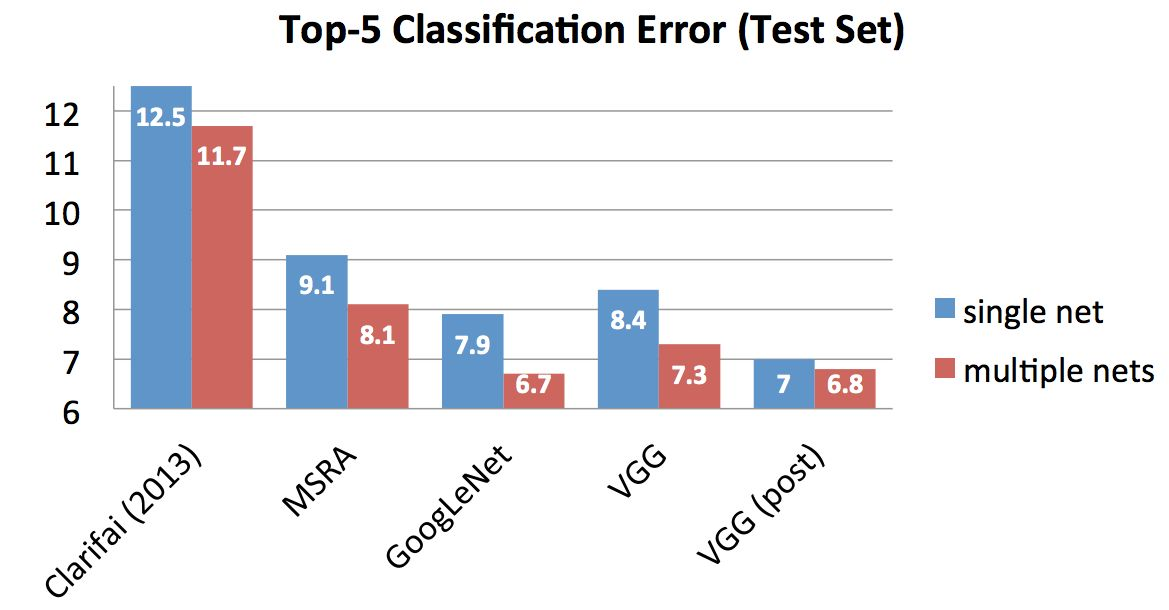 Top-5 Classification Error (Test Set)
12
11
10
9
8
7
6
12.5
11.7
9.1
8.1
7.9
6.7
8.4
7.3
7
6.8
single net
multiple nets
Clarifai (2013)
MSRA
GoogLeNet
VGG
VGG (post)